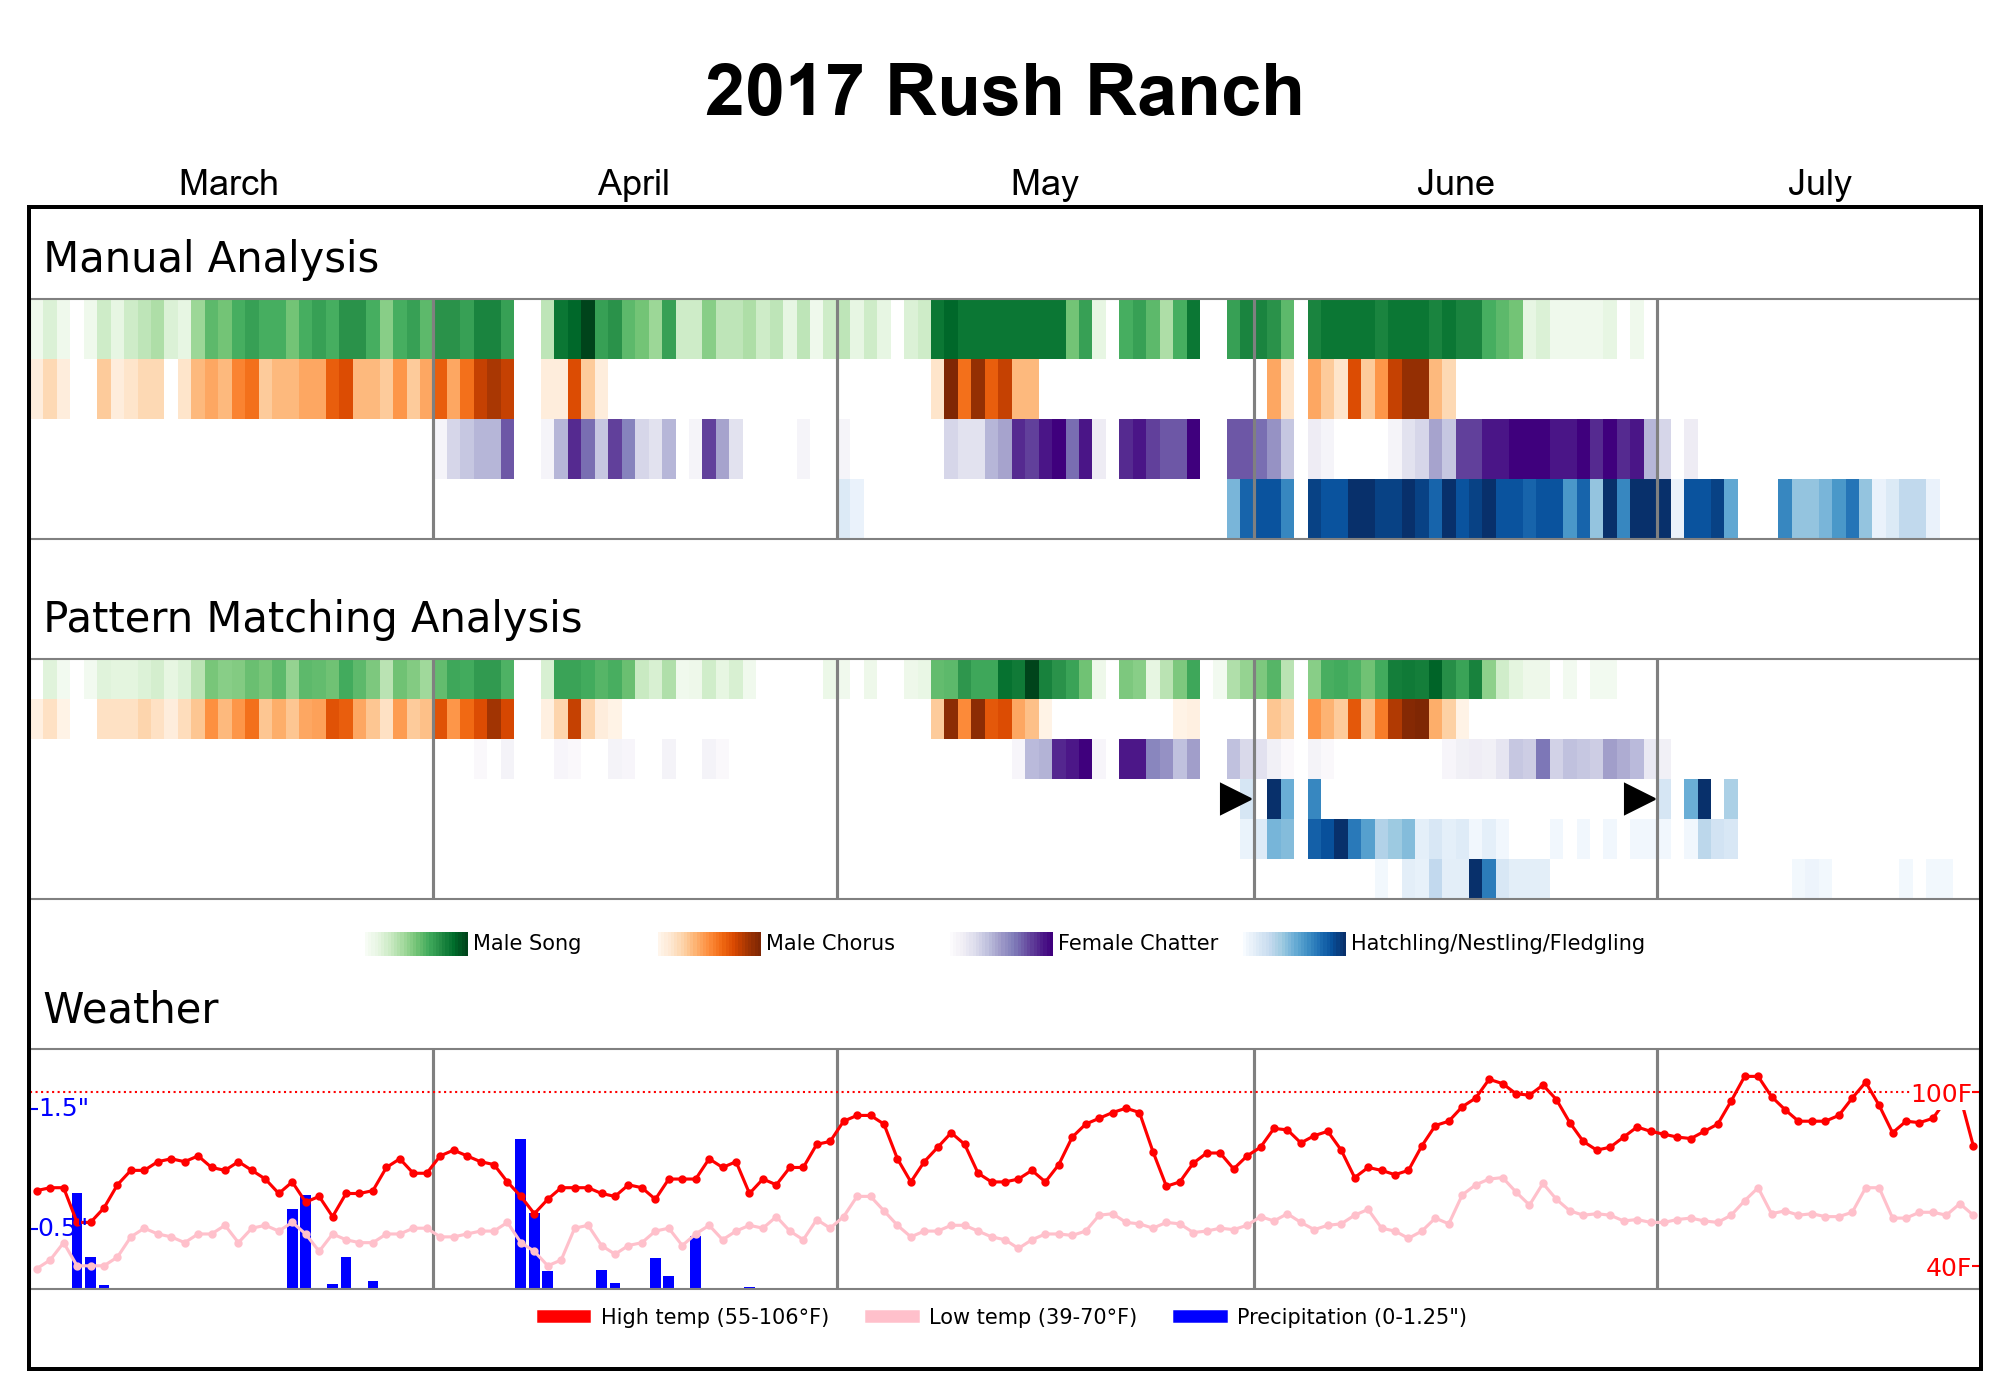 2017 Rush Ranch
March April May June July
Manual Analysis
Pattern Matching Analysis
Male Song Male Chorus Female Chatter Hatchling/Nestling/Fledgling
Weather
1.5" 100F
0.5"
40F
High temp (55-106°F) Low temp (39-70°F) Precipitation (0-1.25")